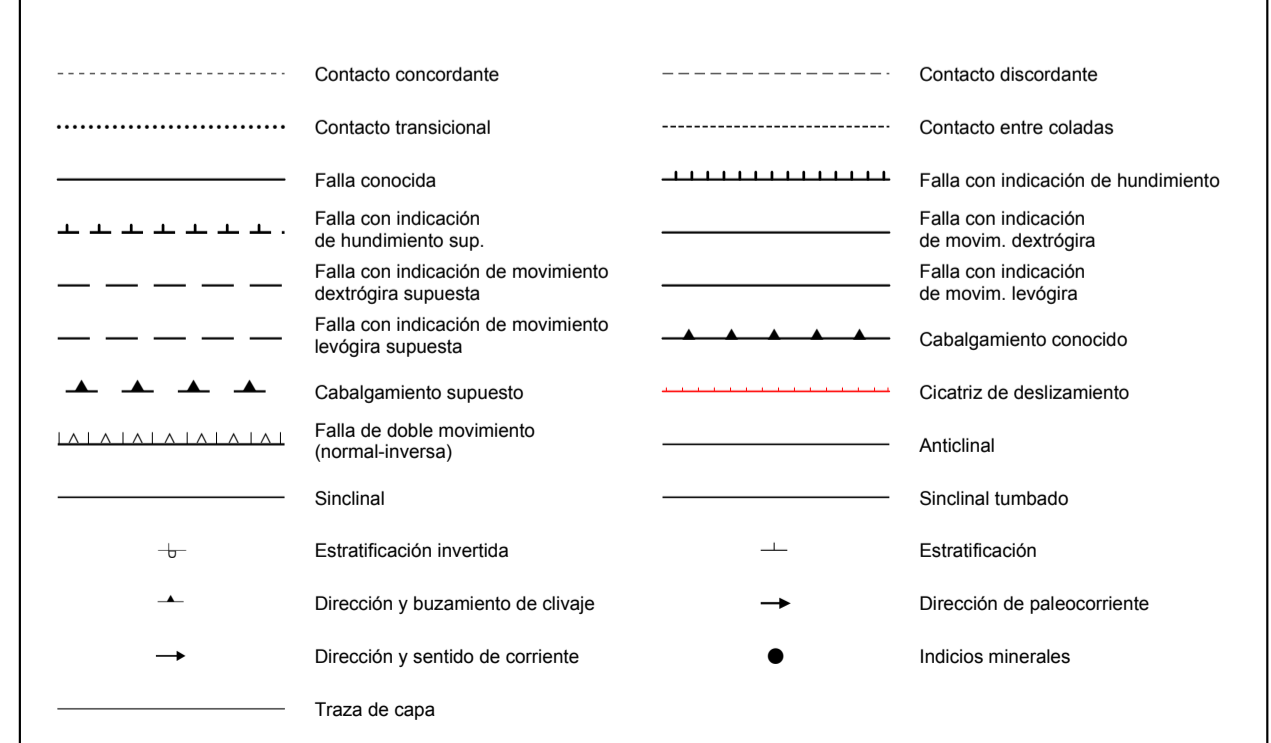 Contacto concordante
Contacto discordante
Contacto transicional
Contacto entre coladas
Falla conocida
Falla con indicación de hundimiento
Falla con indicación
de hundimiento sup.
Falla con indicación
de movim. dextrógira
Falla con indicación de movimiento
dextrógira supuesta
Falla con indicación
de movim. levógira
Falla con indicación de movimiento
levógira supuesta
Cabalgamiento conocido
Cabalgamiento supuesto
Cicatriz de deslizamiento
Falla de doble movimiento
(normal-inversa)
Anticlinal
Sinclinal
Sinclinal tumbado
Estratificación invertida
Estratificación
Dirección y buzamiento de clivaje
Dirección de paleocorriente
Dirección y sentido de corriente
Indicios minerales
Traza de capa